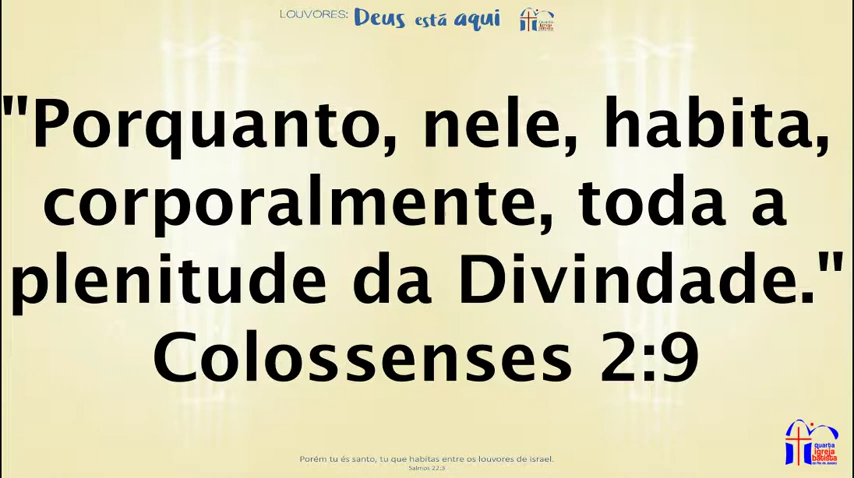 LOUVORES: Deus está aqui
"Porquanto, nele, habita,
corporalmente, toda a
plenitude da Divindade."
Colossenses 2:9
Porém tu és santo, tu que habitas entre os louvores de Israel.
Salmos 22:3
quarta
igreja
batista